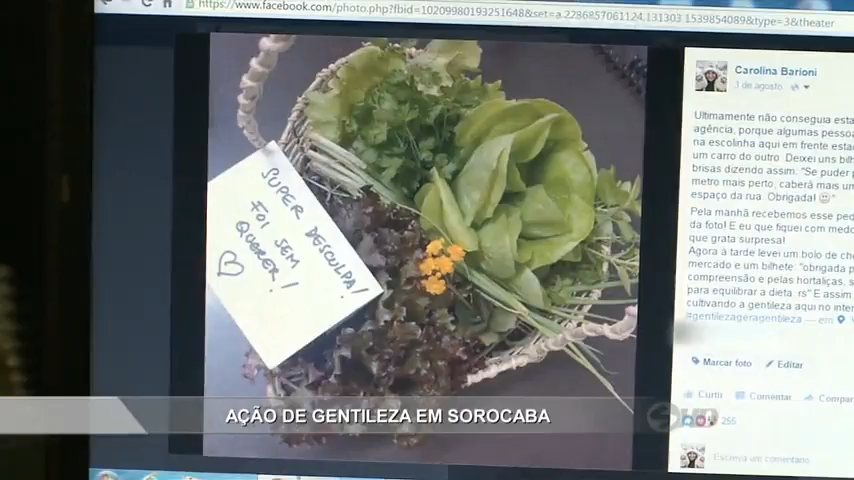 https://www.facebook.com/photo.php?fbid=10209980193251648&set=a.2286857061124.131303.1539854089&type=3&theater
Carolina Barioni
3 de agosto
Ultimamente não conseguia esta
agência, porque algumas pessoa
na escolinha aqui em frente esta
um carro do outro. Deixei uns bilh
brisas dizendo assim: "Se puder p
metro mais perto, caberá mais um
espaço da rua. Obrigada!
Pela manhã recebemos esse pe
da foto! E eu que fiquei com medo
que grata surpresa!
Agora à tarde levei um bolo de cho
mercado e um bilhete: "obrigada p
compreensão e pelas hortaliças, s
para equilibrar a dieta. rs" E assim
cultivando a gentileza aqui no inter
#gentilezageragentileza — em
Marcar foto Editar
Curtir Comentar Compar
255
Escreva um comentário
SUPER DESCULPA!
FOI SEM
QUERER!
AÇÃO DE GENTILEZA EM SOROCABA
HD